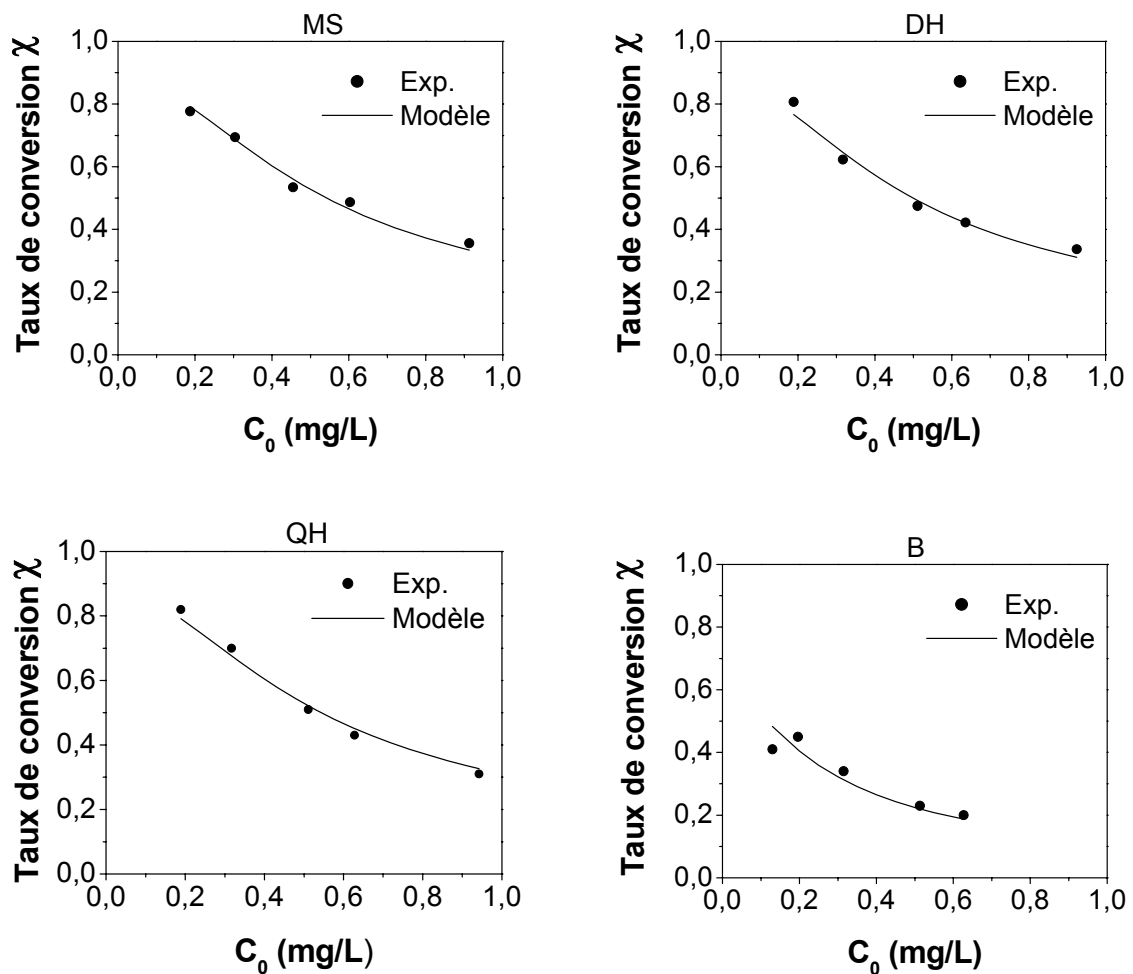 MS
1,0
0,8
0,6
0,4
0,2
0,0
0,0 0,2 0,4 0,6 0,8 1,0
Taux de conversion χ
C0 (mg/L)
Exp.
Modèle
DH
1,0
0,8
0,6
0,4
0,2
0,0
0,0 0,2 0,4 0,6 0,8 1,0
Taux de conversion χ
C0 (mg/L)
Exp.
Modèle
QH
1,0
0,8
0,6
0,4
0,2
0,0
0,0 0,2 0,4 0,6 0,8 1,0
Taux de conversion χ
C0 (mg/L)
Exp.
Modèle
B
1,0
0,8
0,6
0,4
0,2
0,0
0,0 0,2 0,4 0,6 0,8 1,0
Taux de conversion χ
C0 (mg/L)
Exp.
Modèle